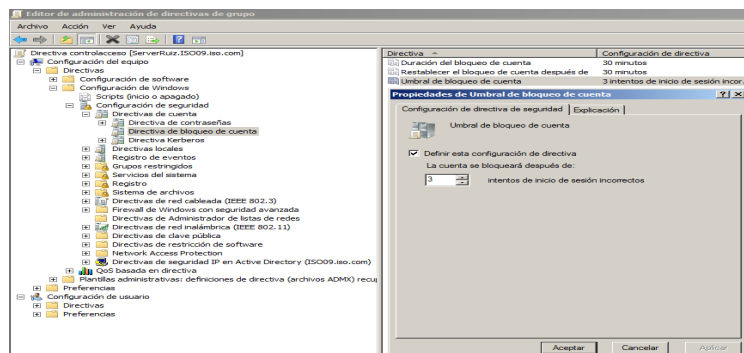 Editor de administración de directivas de grupo
Archivo Acción Ver Ayuda
Directiva controlacceso [ServerRuiz.ISO09.iso.com]
Configuración del equipo
Directivas
Configuración de software
Configuración de Windows
Scripts (inicio o apagado)
Configuración de seguridad
Directivas de cuenta
Directiva de contraseñas
Directiva de bloqueo de cuenta
Directiva Kerberos
Directivas locales
Registro de eventos
Grupos restringidos
Servicios del sistema
Registro
Sistema de archivos
Directivas de red cableada (IEEE 802.3)
Firewall de Windows con seguridad avanzada
Directivas de Administrador de listas de redes
Directivas de red inalámbrica (IEEE 802.11)
Directivas de clave pública
Directivas de restricción de software
Network Access Protection
Directivas de seguridad IP en Active Directory (ISO09.iso.com)
QoS basada en directiva
Plantillas administrativas: definiciones de directiva (archivos ADMX) recu
Preferencias
Configuración de usuario
Directivas
Preferencias
Directiva Configuración de directiva
Duración del bloqueo de cuenta 30 minutos
Restablecer el bloqueo de cuenta después de 30 minutos
Umbral de bloqueo de cuenta 3 intentos de inicio de sesión incor
Propiedades de Umbral de bloqueo de cuenta ? X
Configuración de directiva de seguridad Explicación
Umbral de bloqueo de cuenta
Definir esta configuración de directiva
La cuenta se bloqueará después de:
3 intentos de inicio de sesión incorrectos
Aceptar Cancelar Aplicar